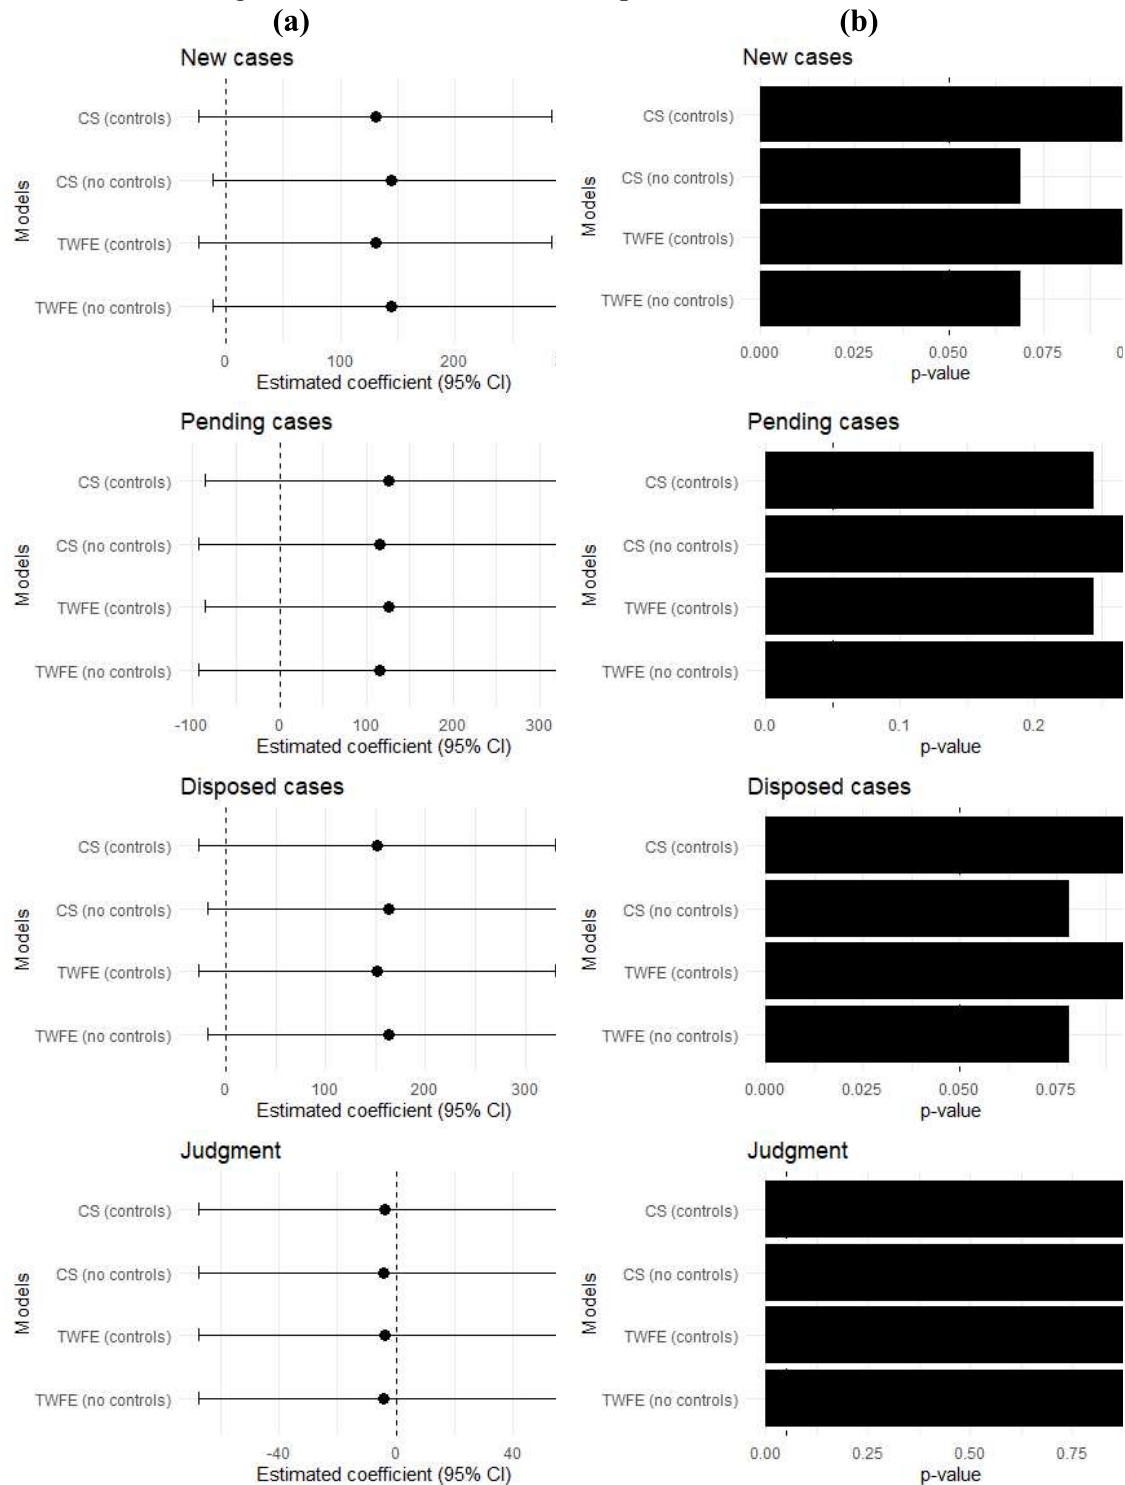 (a) (b)
New cases
CS (controls)
CS (no controls)
TWFE (controls)
TWFE (no controls)
Models
0 100 200
Estimated coefficient (95% CI)
New cases
CS (controls)
CS (no controls)
TWFE (controls)
TWFE (no controls)
Models
0.000 0.025 0.050 0.075
p-value
Pending cases
CS (controls)
CS (no controls)
TWFE (controls)
TWFE (no controls)
Models
-100 0 100 200 300
Estimated coefficient (95% CI)
Pending cases
CS (controls)
CS (no controls)
TWFE (controls)
TWFE (no controls)
Models
0.0 0.1 0.2
p-value
Disposed cases
CS (controls)
CS (no controls)
TWFE (controls)
TWFE (no controls)
Models
0 100 200 300
Estimated coefficient (95% CI)
Disposed cases
CS (controls)
CS (no controls)
TWFE (controls)
TWFE (no controls)
Models
0.000 0.025 0.050 0.075
p-value
Judgment
CS (controls)
CS (no controls)
TWFE (controls)
TWFE (no controls)
Models
-40 0 40
Estimated coefficient (95% CI)
Judgment
CS (controls)
CS (no controls)
TWFE (controls)
TWFE (no controls)
Models
0.00 0.25 0.50 0.75
p-value